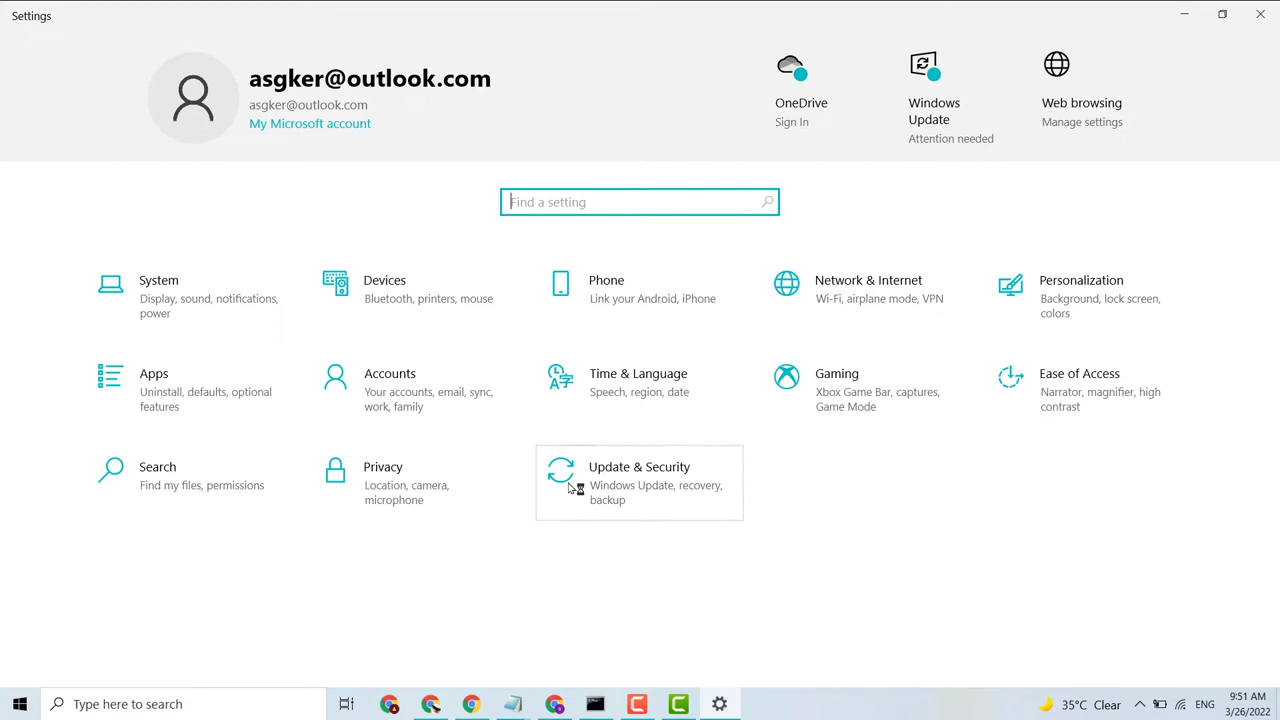 Settings
asgker@outlook.com
asgker@outlook.com
My Microsoft account
OneDrive
Sign In
Windows
Update
Attention needed
Web browsing
Manage settings
Find a setting
System
Display, sound, notifications,
power
Devices
Bluetooth, printers, mouse
Phone
Link your Android, iPhone
Network & Internet
Wi-Fi, airplane mode, VPN
Personalization
Background, lock screen,
colors
Apps
Uninstall, defaults, optional
features
Accounts
Your accounts, email, sync,
work, family
Time & Language
Speech, region, date
Gaming
Xbox Game Bar, captures,
Game Mode
Ease of Access
Narrator, magnifier, high
contrast
Search
Find my files, permissions
Privacy
Location, camera,
microphone
Update & Security
Windows Update, recovery,
backup
Type here to search
35°C Clear
ENG
9:51 AM
3/26/2022